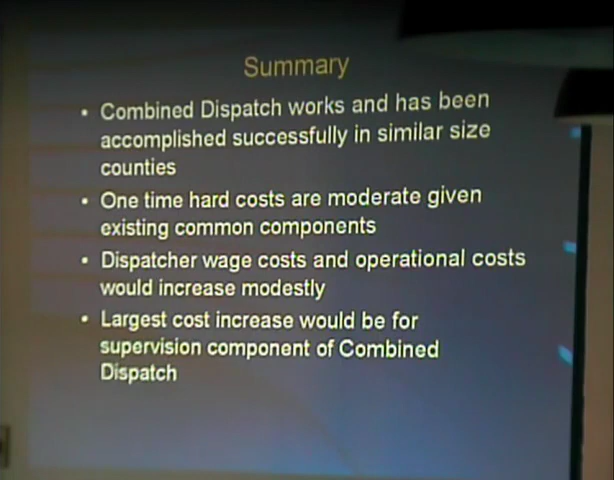 Summary
• Combined Dispatch works and has been
accomplished successfully in similar size
counties
• One time hard costs are moderate given
existing common components
• Dispatcher wage costs and operational costs
would increase modestly
• Largest cost increase would be for
supervision component of Combined
Dispatch